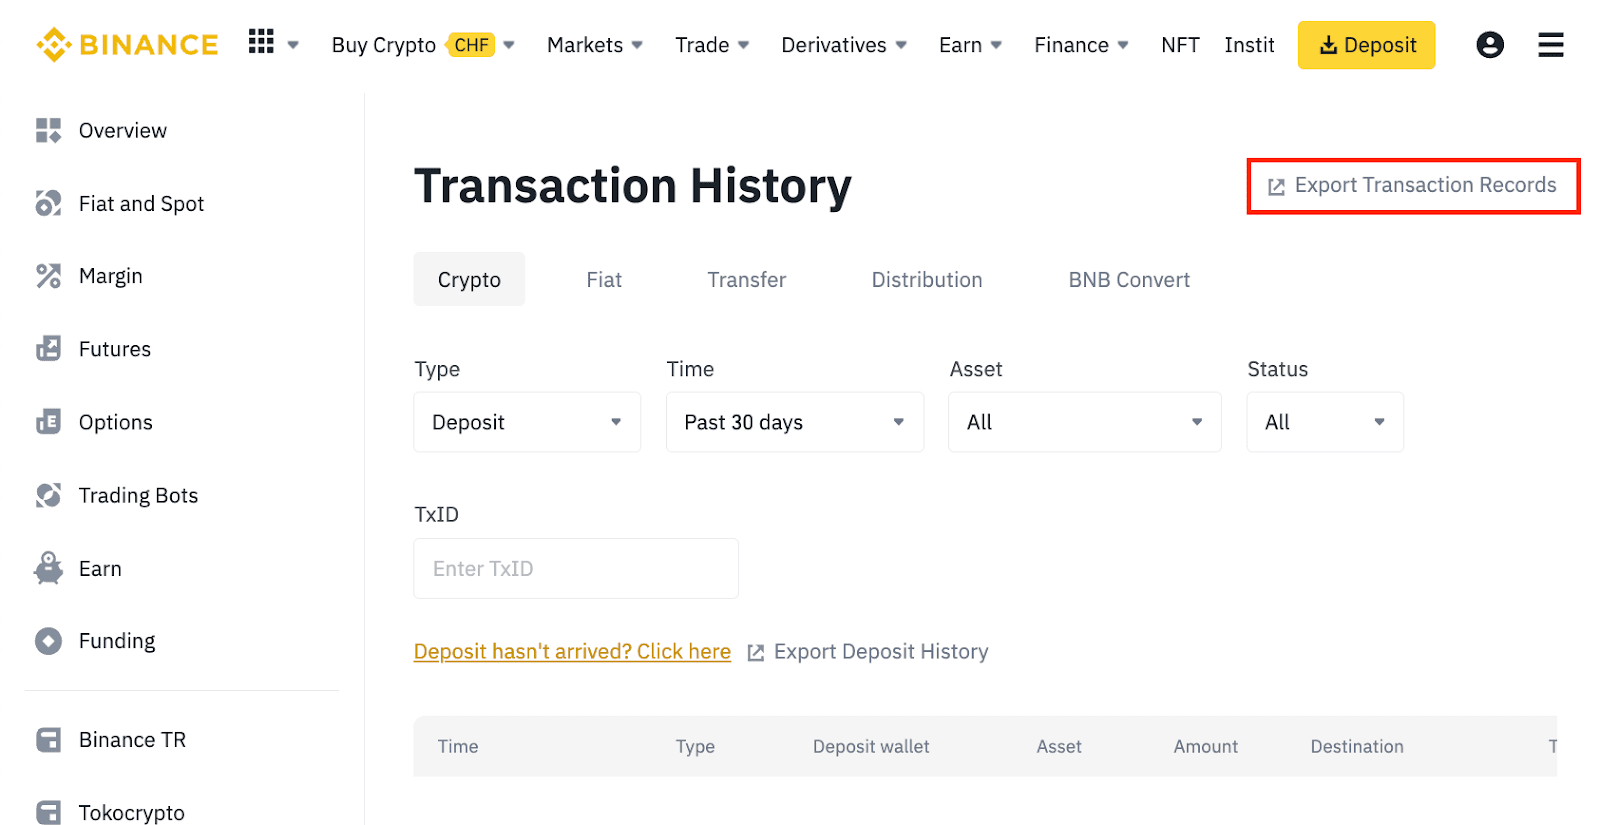 BINANCE
Buy Crypto CHF Markets Trade Derivatives Earn Finance NFT Instit Deposit
Overview
Fiat and Spot
Margin
Futures
Options
Trading Bots
Earn
Funding
Binance TR
Tokocrypto
Transaction History
Export Transaction Records
Crypto Fiat Transfer Distribution BNB Convert
Type Time Asset Status
Deposit Past 30 days All All
TxID
Enter TxID
Deposit hasn't arrived? Click here Export Deposit History
Time Type Deposit wallet Asset Amount Destination T